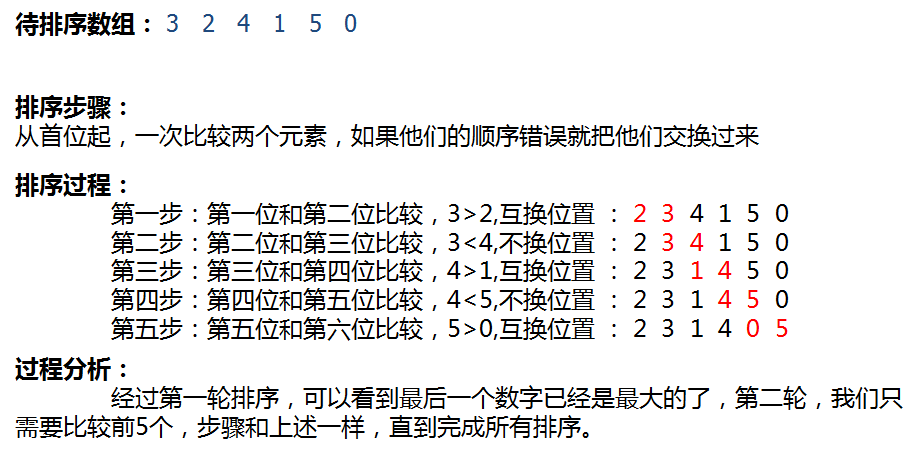 待排序数组： 3 2 4 1 5 0
排序步骤：
从首位起，一次比较两个元素，如果他们的顺序错误就把他们交换过来
排序过程：
第一步：第一位和第二位比较，3>2,互换位置 ： 2 3 4 1 5 0
第二步：第二位和第三位比较，3<4,不换位置 ： 2 3 4 1 5 0
第三步：第三位和第四位比较，4>1,互换位置 ： 2 3 1 4 5 0
第四步：第四位和第五位比较，4<5,不换位置 ： 2 3 1 4 5 0
第五步：第五位和第六位比较，5>0,互换位置 ： 2 3 1 4 0 5
过程分析：
经过第一轮排序，可以看到最后一个数字已经是最大的了，第二轮，我们只
需要比较前5个，步骤和上述一样，直到完成所有排序。